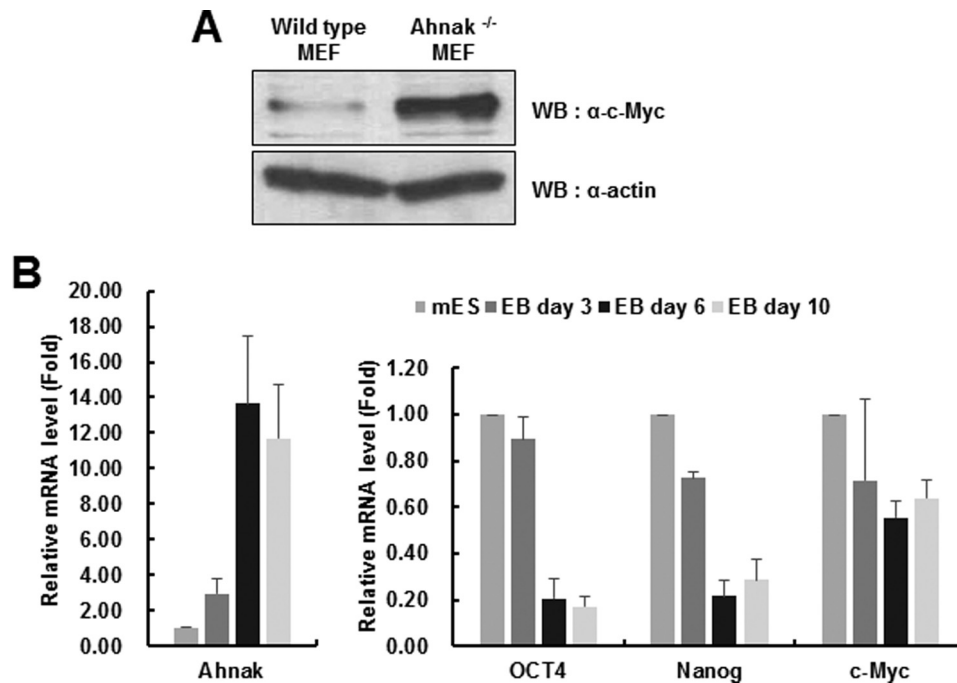 A
Wild type MEF
Ahnak -/- MEF
WB : α-c-Myc
WB : α-actin
B
Relative mRNA level (Fold)
20.00
18.00
16.00
14.00
12.00
10.00
8.00
6.00
4.00
2.00
0.00
Ahnak
mES EB day 3 EB day 6 EB day 10
Relative mRNA level (Fold)
1.20
1.00
0.80
0.60
0.40
0.20
0.00
OCT4 Nanog c-Myc